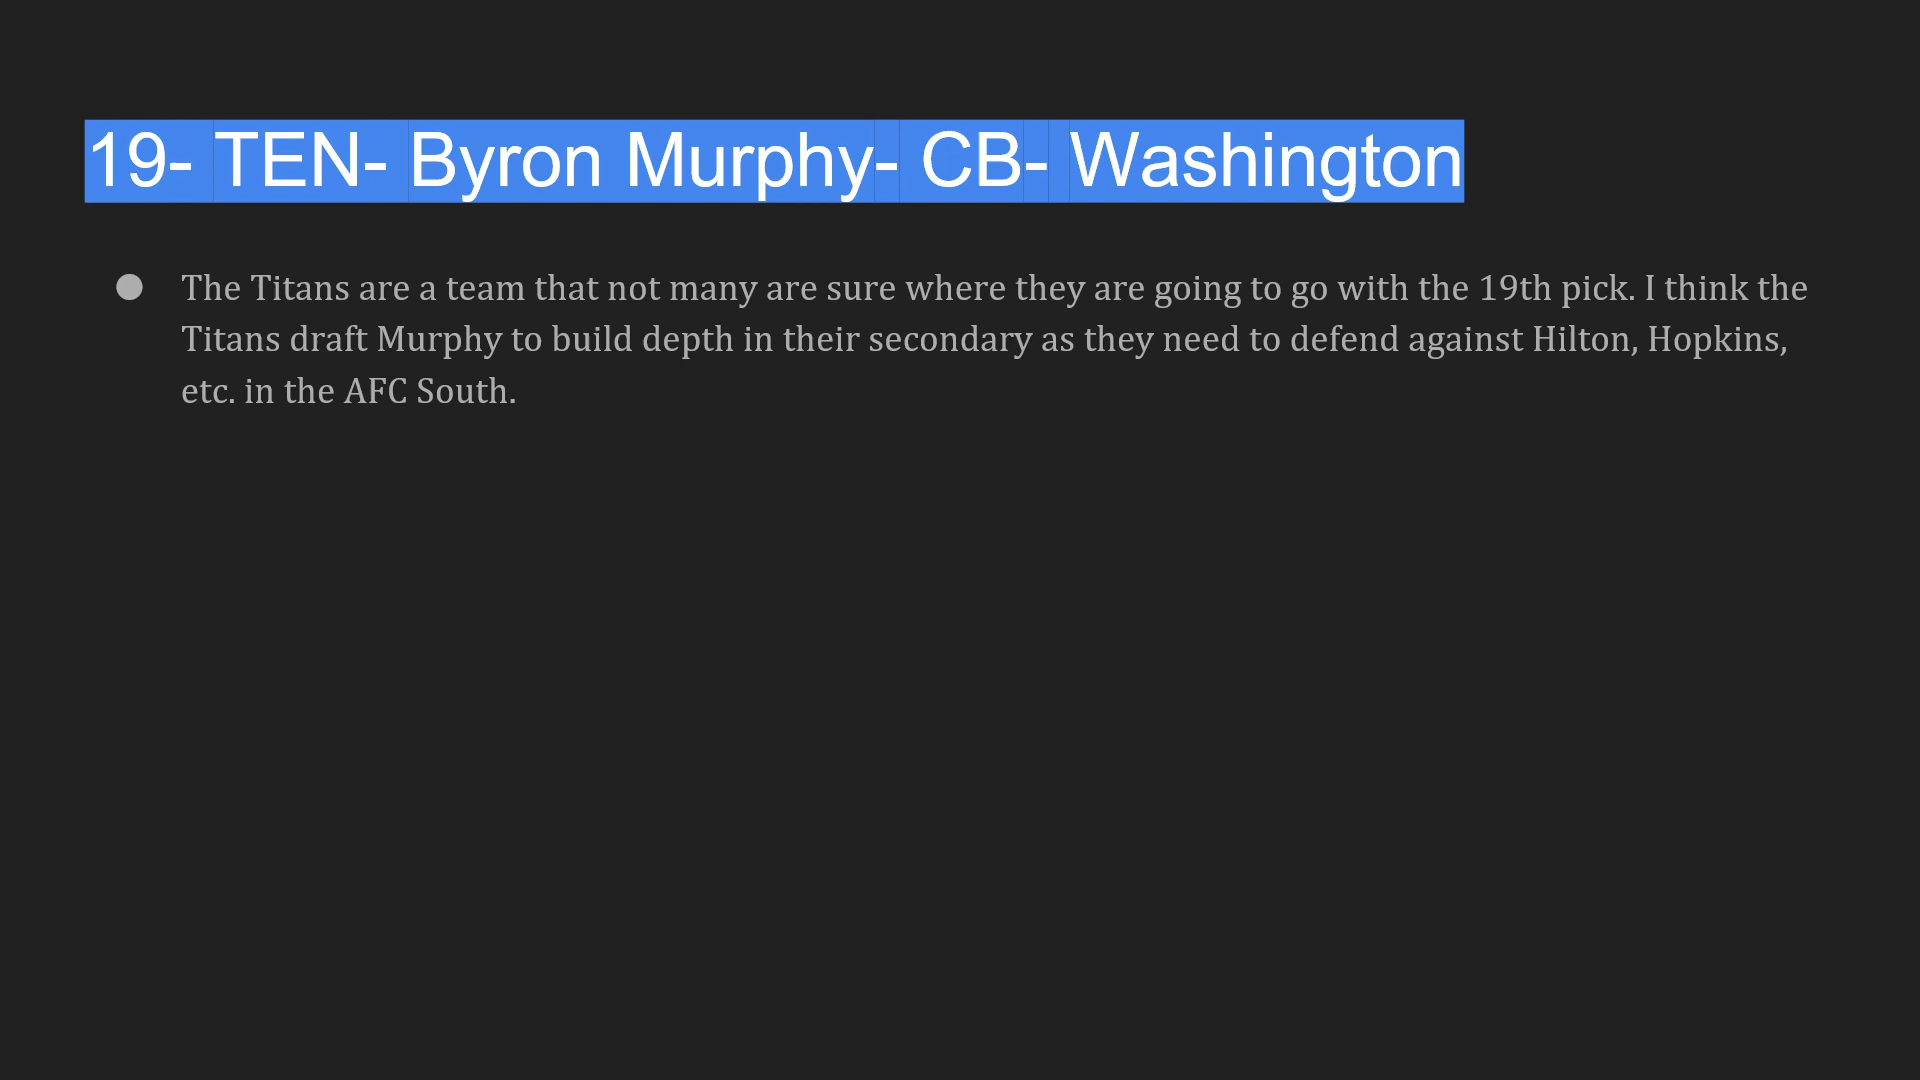 19- TEN- Byron Murphy- CB- Washington
● The Titans are a team that not many are sure where they are going to go with the 19th pick. I think the
Titans draft Murphy to build depth in their secondary as they need to defend against Hilton, Hopkins,
etc. in the AFC South.